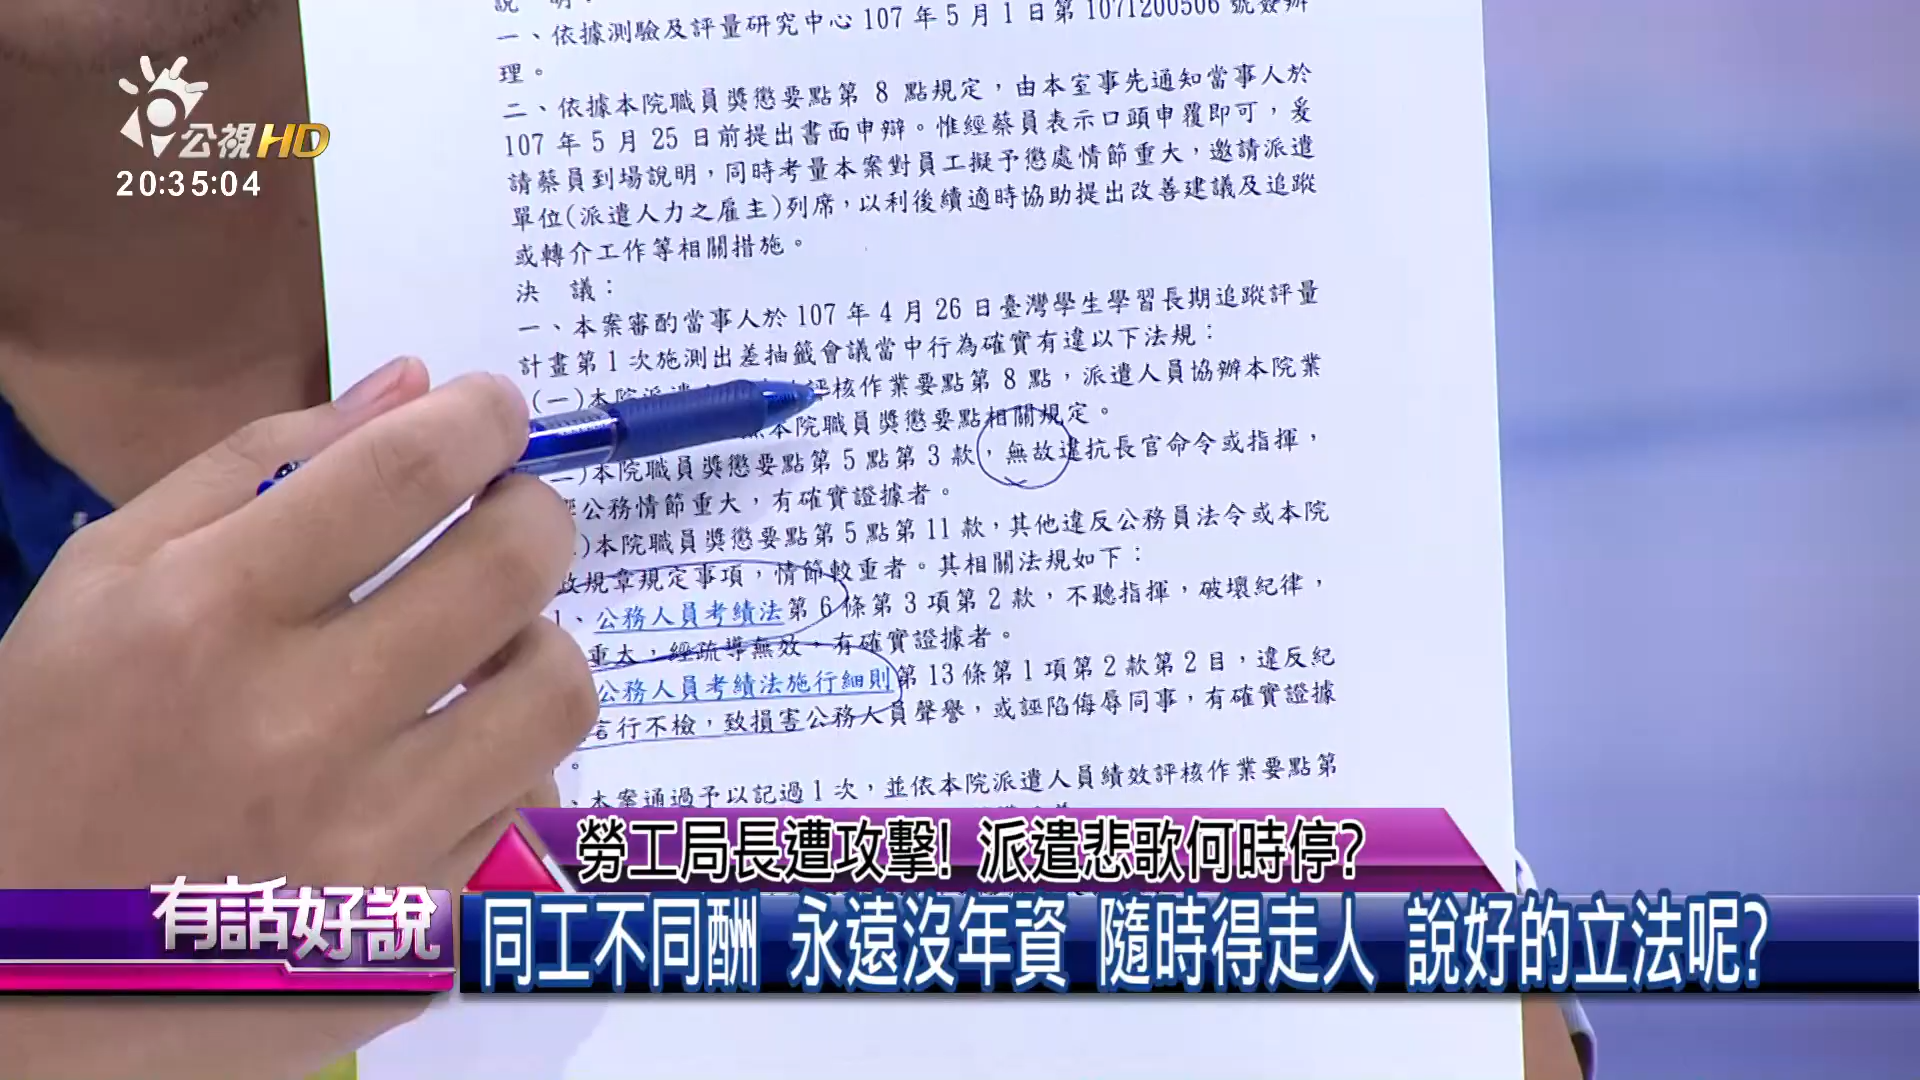 公視HD
20:35:04
說　明：
一、依據測驗及評量研究中心 107 年 5 月 1 日第 1071200506 號簽辦
理。
二、依據本院職員獎懲要點第 8 點規定，由本室事先通知當事人於
107 年 5 月 25 日前提出書面申辯。惟經蔡員表示口頭申覆即可，爰
請蔡員到場說明，同時考量本案對員工擬予懲處情節重大，邀請派遣
單位(派遣人力之雇主)列席，以利後續適時協助提出改善建議及追蹤
或轉介工作等相關措施。
決　議：
一、本案審酌當事人於 107 年 4 月 26 日臺灣學生學習長期追蹤評量
計畫第 1 次施測出差抽籤會議當中行為確實有違以下法規：
(一)本院派遣 評核作業要點第 8 點，派遣人員協辦本院業
本院職員獎懲要點相關規定。
)本院職員獎懲要點第 5 點第 3 款，無故違抗長官命令或指揮，
公務情節重大，有確實證據者。
)本院職員獎懲要點第 5 點第 11 款，其他違反公務員法令或本院
規章規定事項，情節較重者。其相關法規如下：
1、公務人員考績法第 6 條第 3 項第 2 款，不聽指揮，破壞紀律，
重大，經疏導無效，有確實證據者。
公務人員考績法施行細則第 13 條第 1 項第 2 款第 2 目，違反紀
言行不檢，致損害公務人員聲譽，或誣陷侮辱同事，有確實證據
。
、本案通過予以記過 1 次，並依本院派遣人員績效評核作業要點第
勞工局長遭攻擊! 派遣悲歌何時停?
有話好說
同工不同酬 永遠沒年資 隨時得走人 說好的立法呢?